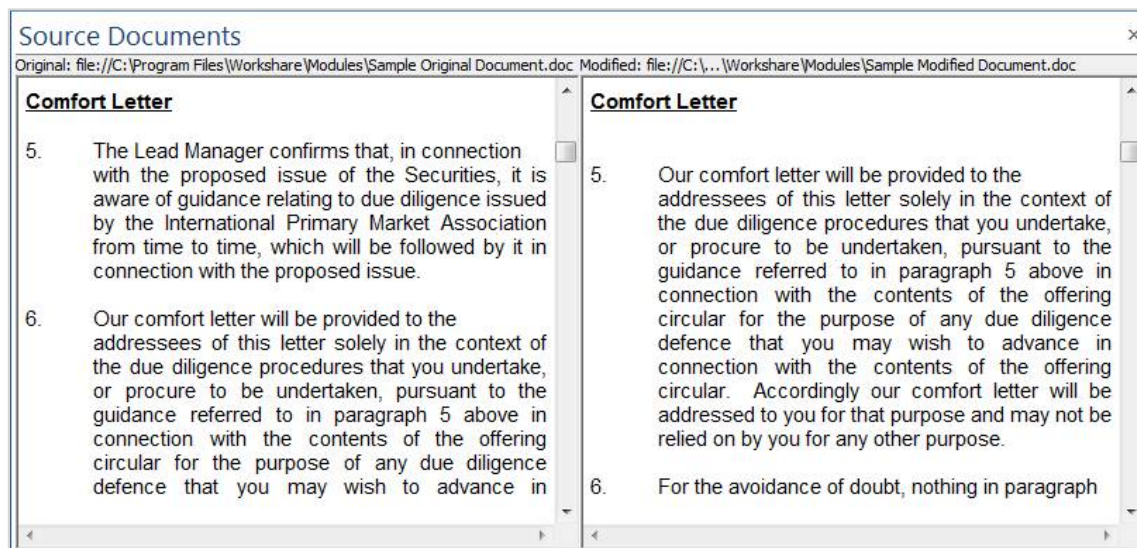 Source Documents
Original: file://C:\Program Files\Workshare\Modules\Sample Original Document.doc
Comfort Letter
5. The Lead Manager confirms that, in connection
with the proposed issue of the Securities, it is
aware of guidance relating to due diligence issued
by the International Primary Market Association
from time to time, which will be followed by it in
connection with the proposed issue.
6. Our comfort letter will be provided to the
addressees of this letter solely in the context of
the due diligence procedures that you undertake,
or procure to be undertaken, pursuant to the
guidance referred to in paragraph 5 above in
connection with the contents of the offering
circular for the purpose of any due diligence
defence that you may wish to advance in
Modified: file://C:\...\Workshare\Modules\Sample Modified Document.doc
Comfort Letter
5. Our comfort letter will be provided to the
addressees of this letter solely in the context of
the due diligence procedures that you undertake,
or procure to be undertaken, pursuant to the
guidance referred to in paragraph 5 above in
connection with the contents of the offering
circular for the purpose of any due diligence
defence that you may wish to advance in
connection with the contents of the offering
circular. Accordingly our comfort letter will be
addressed to you for that purpose and may not be
relied on by you for any other purpose.
6. For the avoidance of doubt, nothing in paragraph